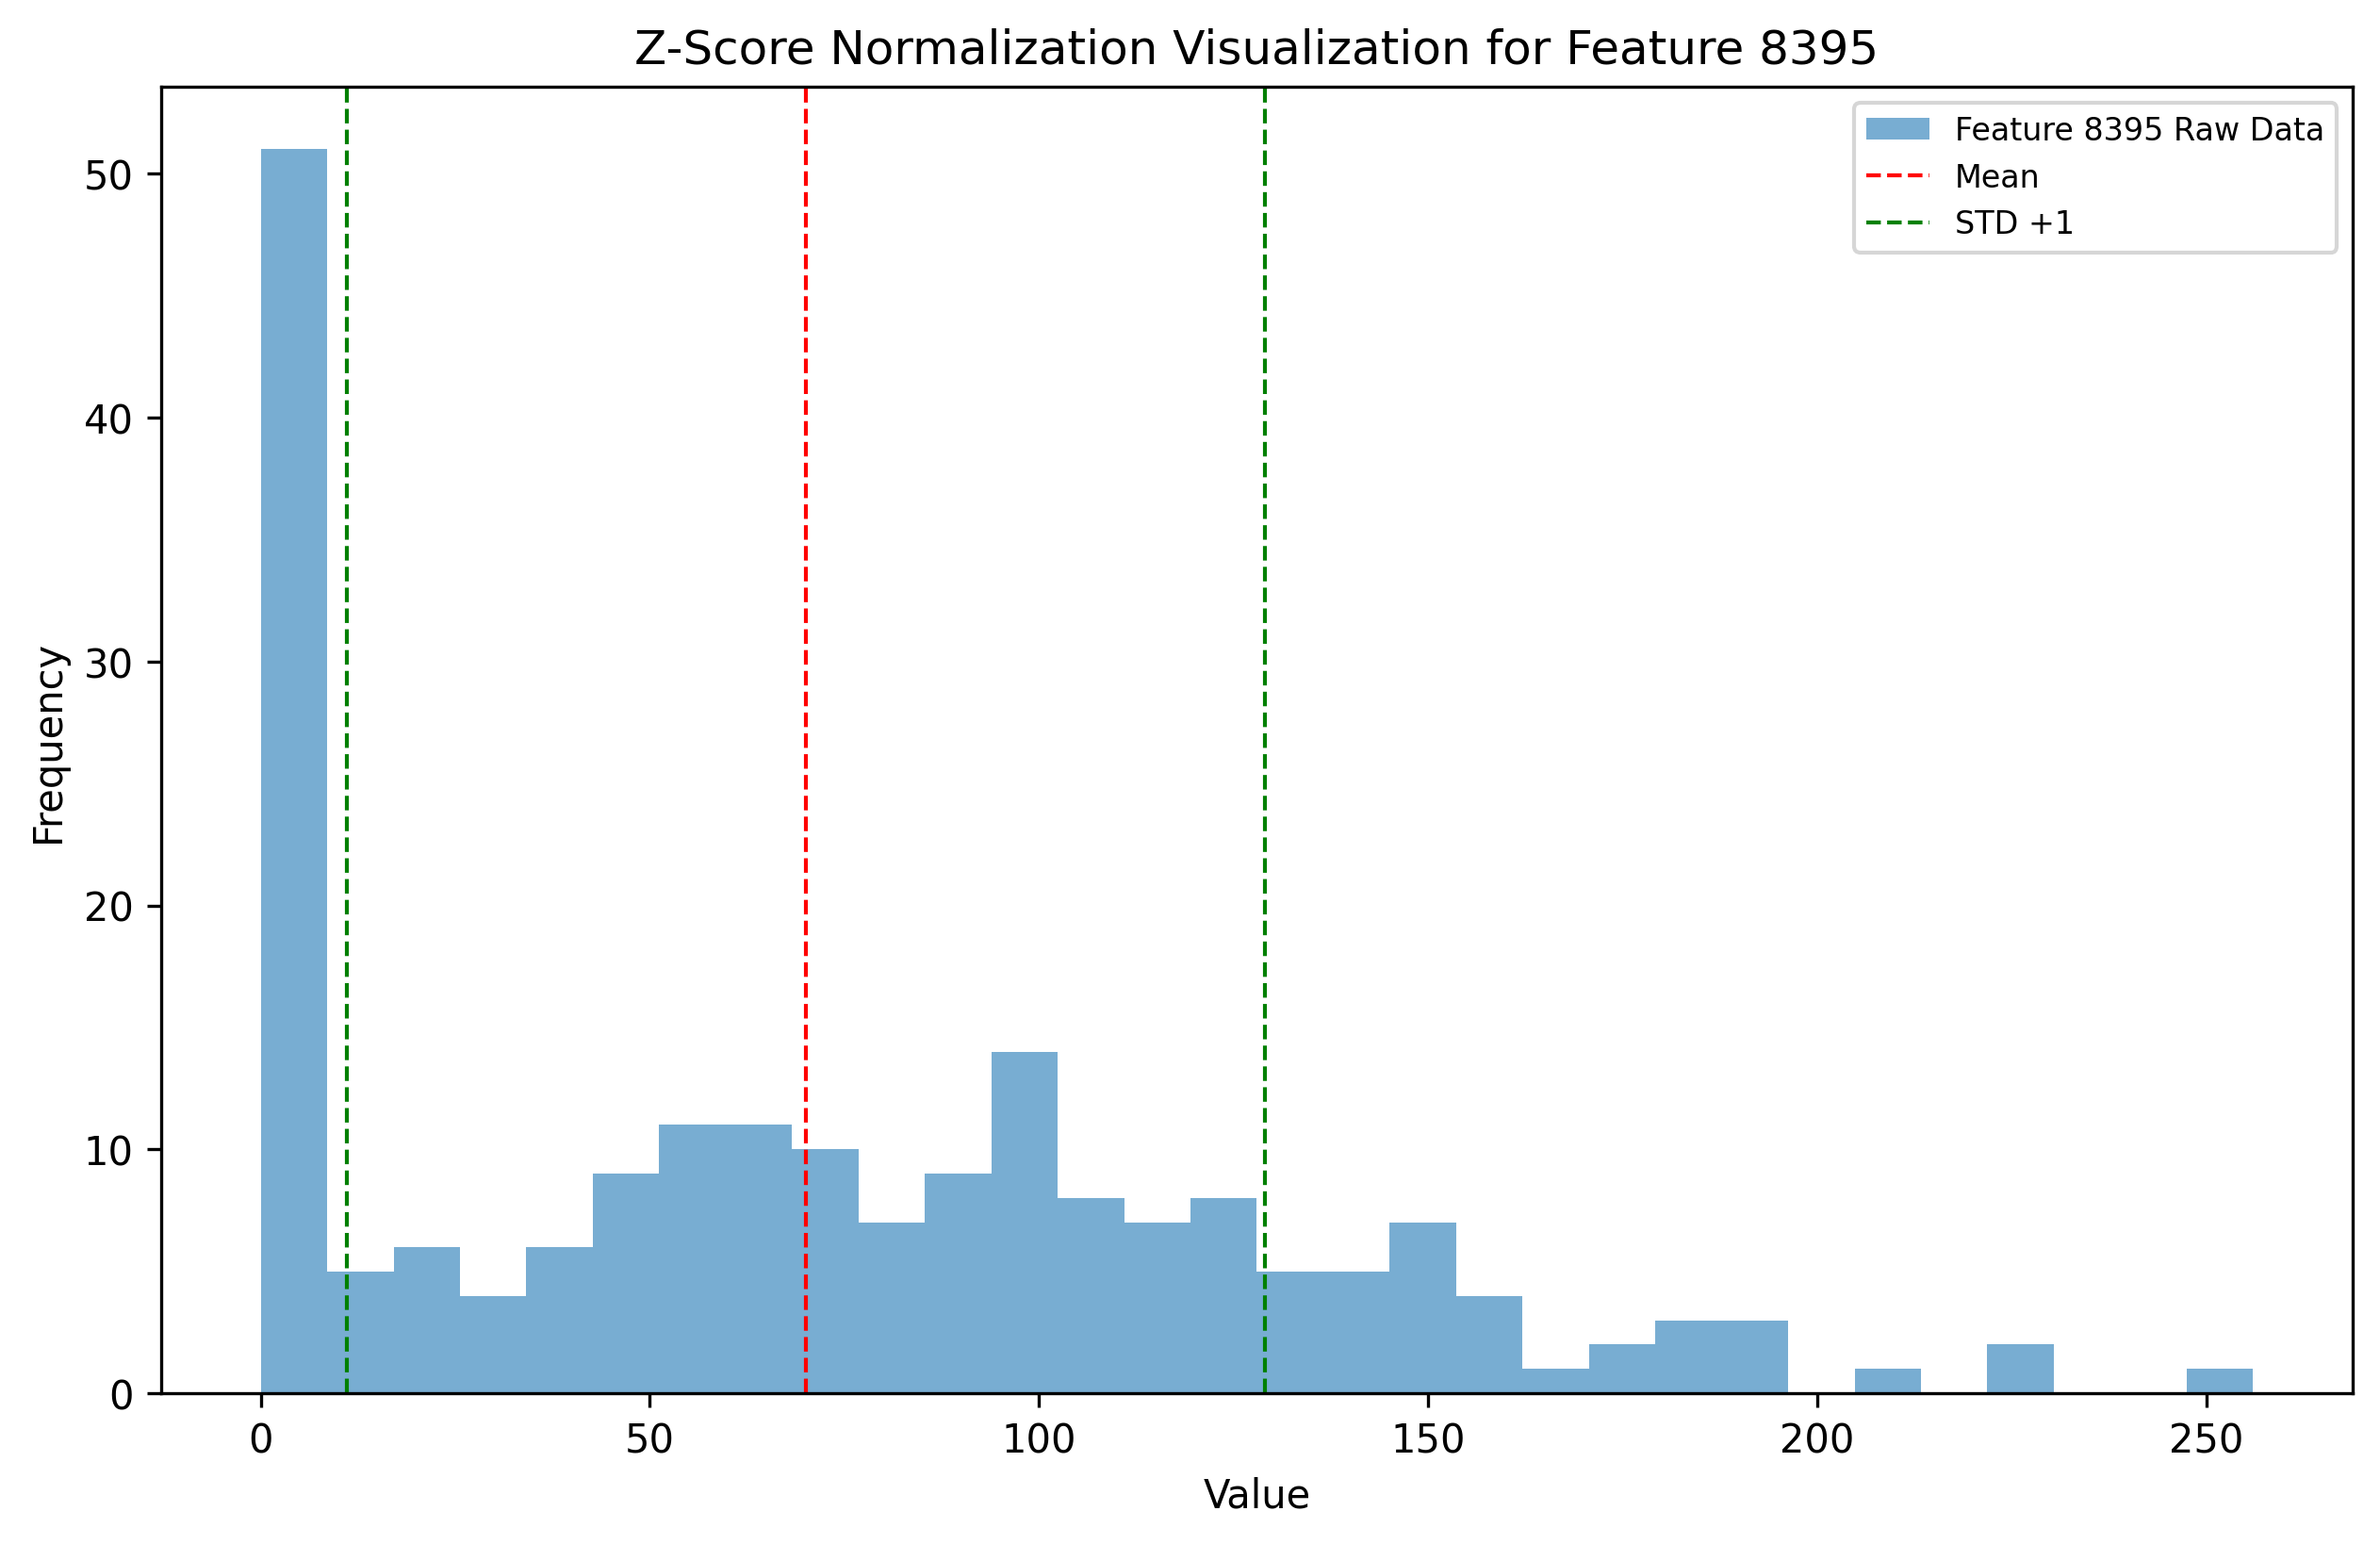 Z-Score Normalization Visualization for Feature 8395
Feature 8395 Raw Data
Mean
STD +1
50
40
30
20
10
0
Frequency
0 50 100 150 200 250
Value